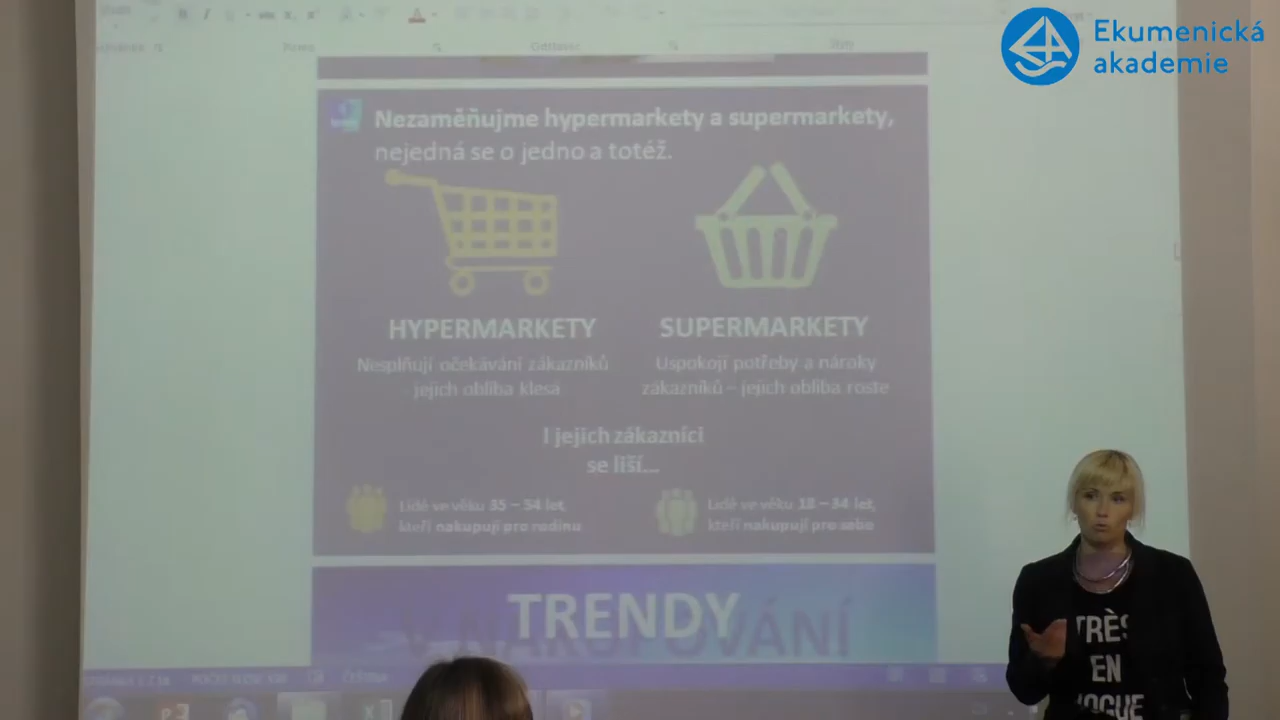 Ekumenická
akademie
Nezaměňujme hypermarkety a supermarkety,
nejedná se o jedno a totéž.
HYPERMARKETY
SUPERMARKETY
Nesplňují očekávání zákazníků
jejich obliba klesá
Uspokojí potřeby a nároky
zákazníků – jejich obliba roste
I jejich zákazníci
se liší...
Lidé ve věku 35 – 54 let,
kteří nakupují pro rodinu
Lidé ve věku 18 – 34 let,
kteří nakupují pro sebe
TRENDY
V NAKUPOVÁNÍ
TRÈS
EN
VOGUE